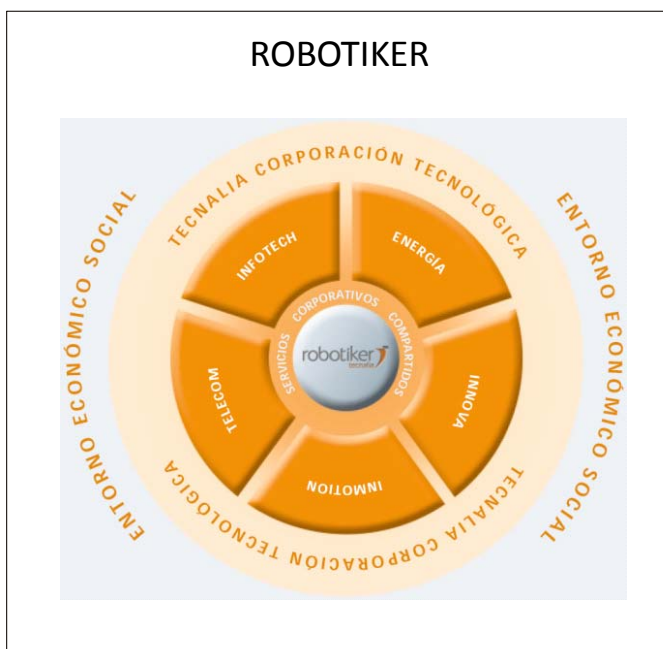 ROBOTIKER
TECNALIA CORPORACIÓN TECNOLÓGICA
ENTORNO ECONÓMICO SOCIAL
ENTORNO ECONÓMICO SOCIAL
INFOTECH
ENERGÍA
SERVICIOS CORPORATIVOS COMPARTIDOS
robotiker
tecnalia
TELECOM
INNOVA
INMOTION
TECNALIA CORPORACIÓN TECNOLÓGICA